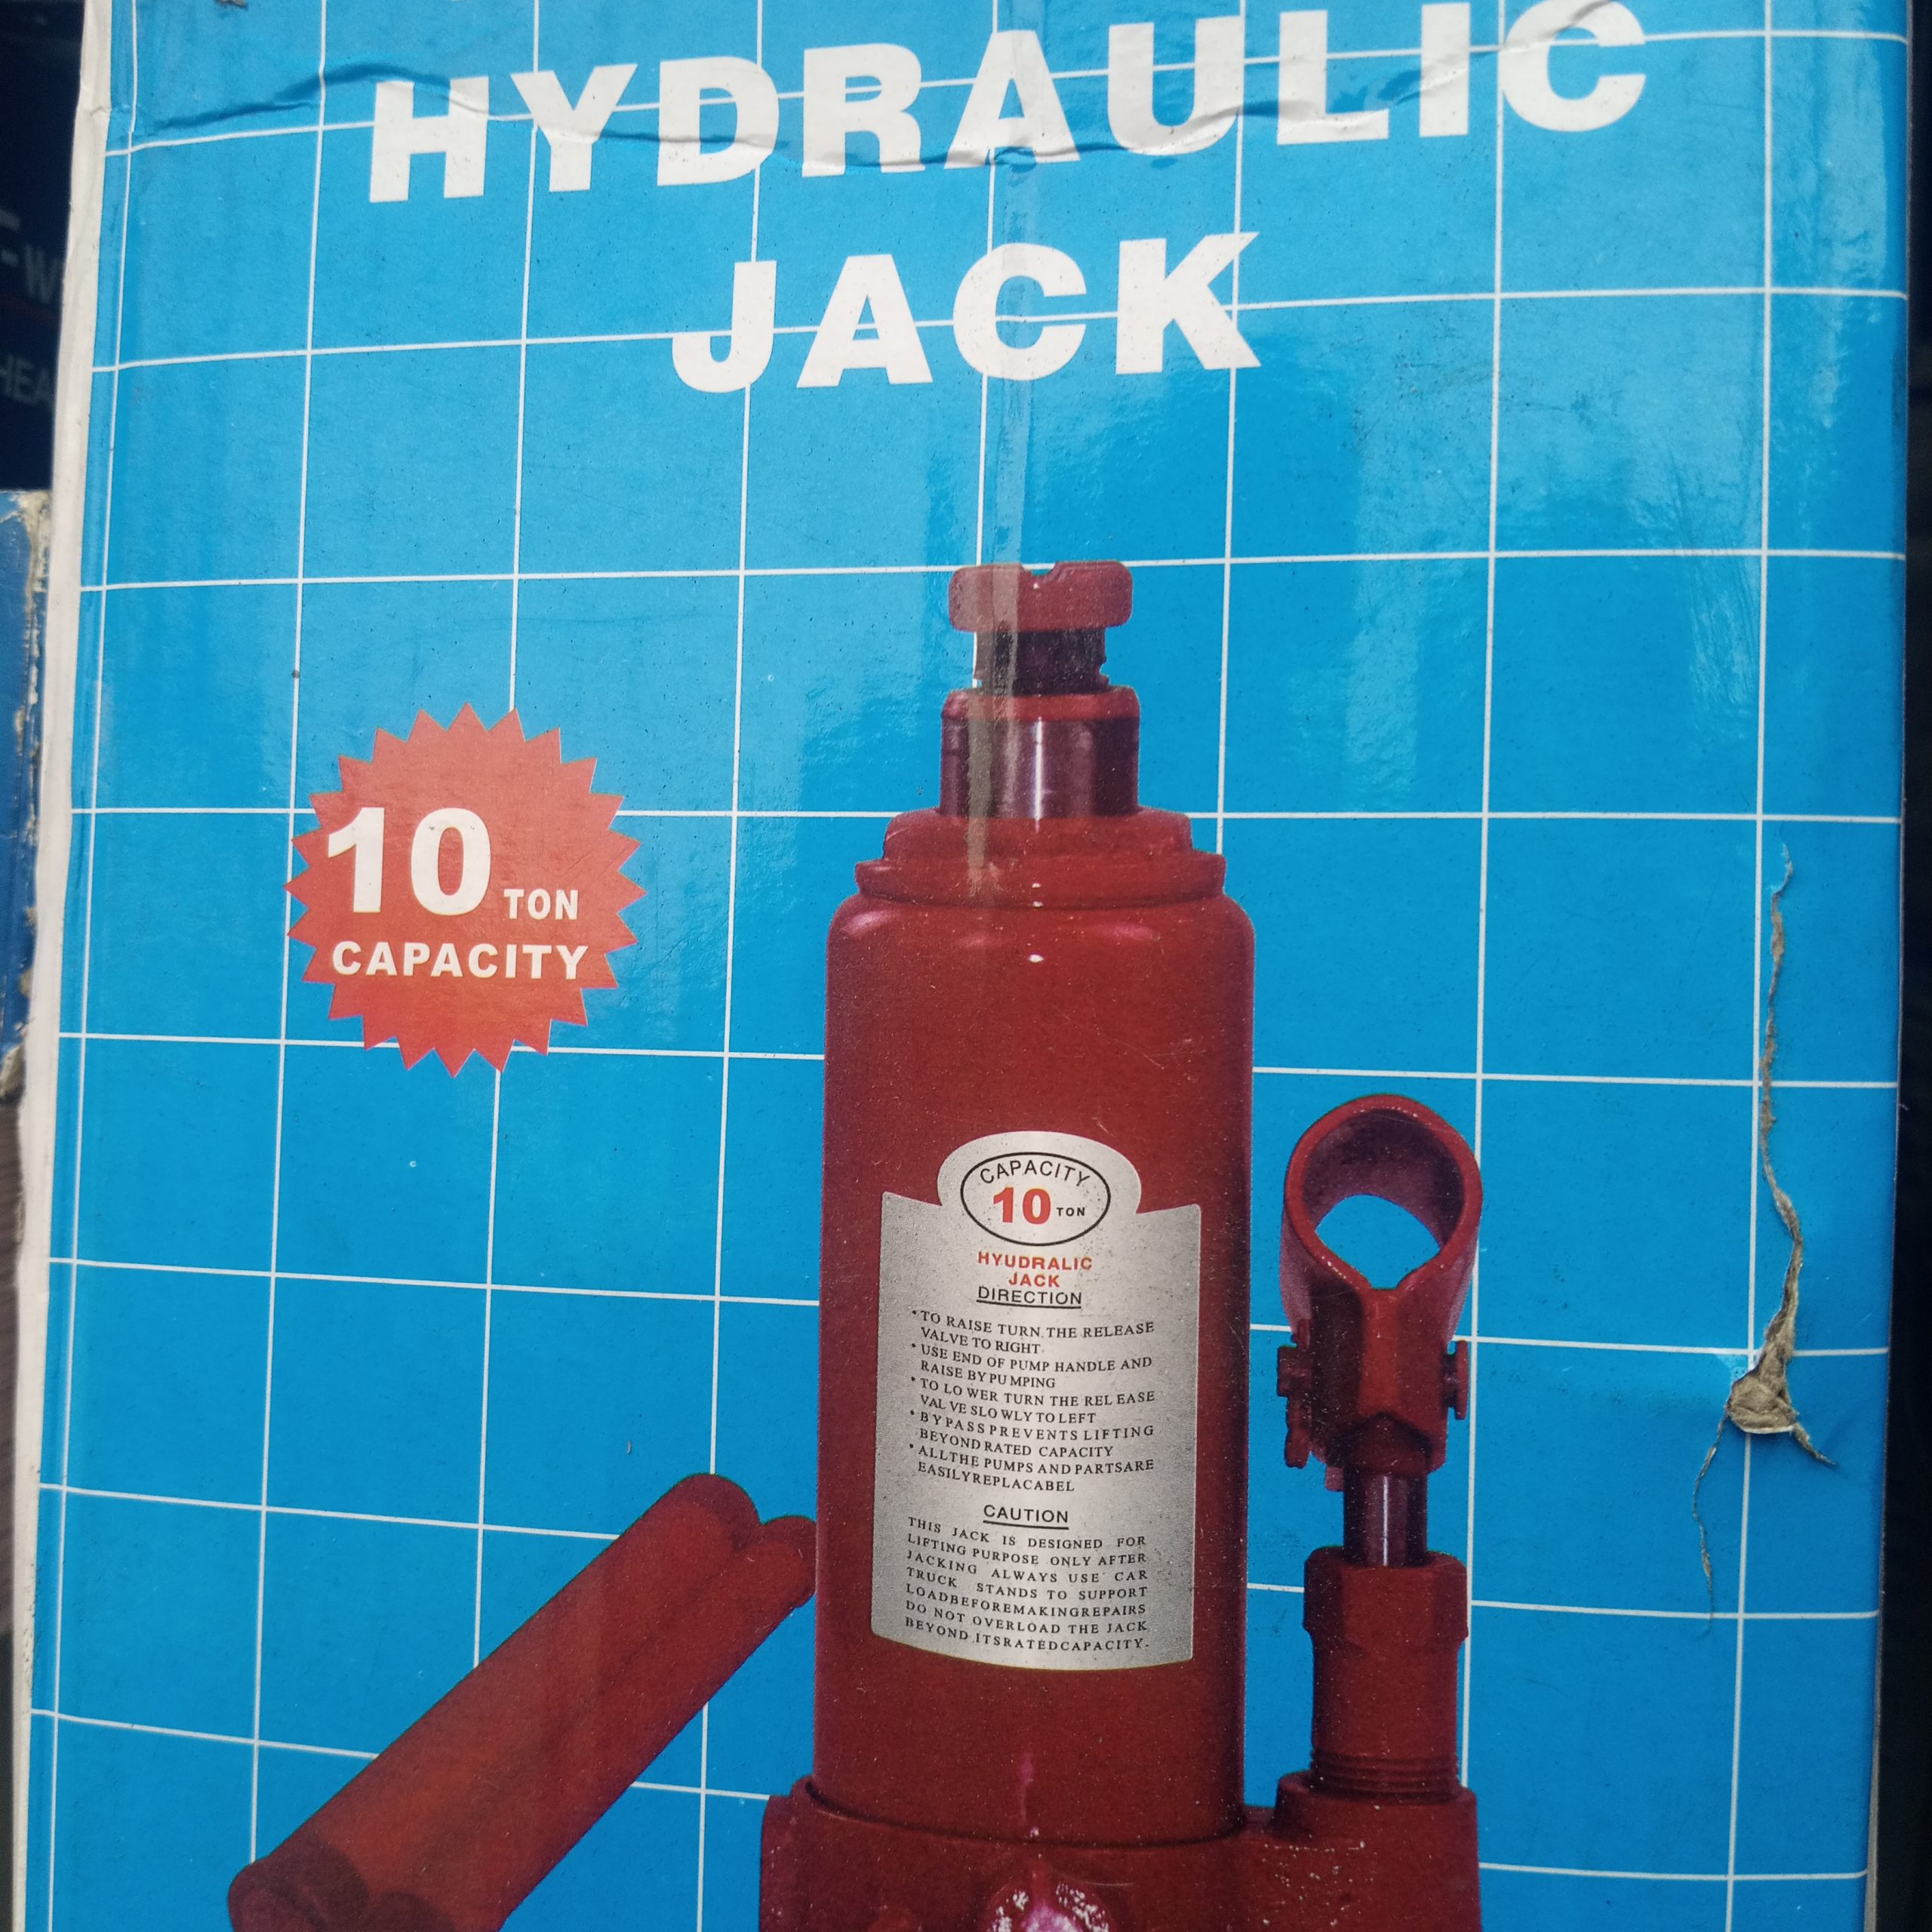 HYDRAULIC
JACK
10 TON
CAPACITY
CAPACITY
10 TON
HYUDRALIC
JACK
DIRECTION
• TO RAISE TURN THE RELEASE
VALVE TO RIGHT.
• USE END OF PUMP HANDLE AND
RAISE BY PU MPING
• TO LO WER TURN THE REL EASE
VAL VE SLO WLY TO LEFT
• BYPASS PREVENTS LIFTING
BEYOND RATED CAPACITY
• ALLTHE PUMPS AND PARTSARE
EASILYREPLACABEL
CAUTION
THIS JACK IS DESIGNED FOR
LIFTING PURPOSE ONLY AFTER
JACKING ALWAYS USE CAR
TRUCK STANDS TO SUPPORT
LOADBEFOREMAKINGREPAIRS
DO NOT OVERLOAD THE JACK
BEYOND ITSRATEDCAPACITY.